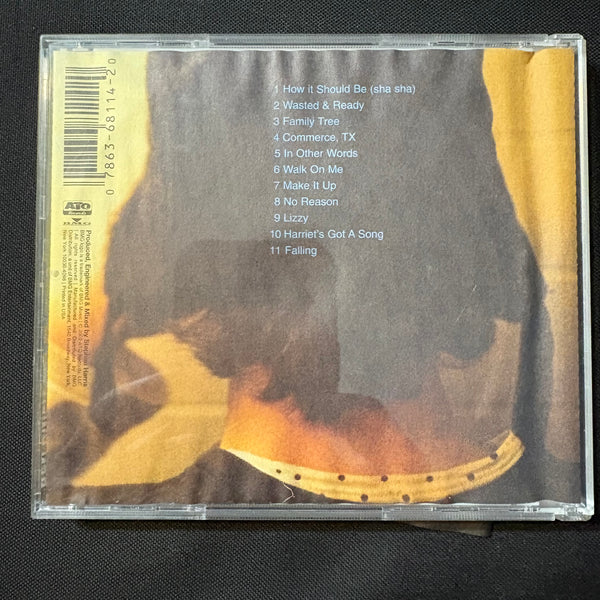 1 How it Should Be (sha sha)
2 Wasted & Ready
3 Family Tree
4 Commerce, TX
5 In Other Words
6 Walk On Me
7 Make It Up
8 No Reason
9 Lizzy
10 Harriet's Got A Song
11 Falling
0 7863-68114-2 0
ATO
Records
BMG
Produced, Engineered & Mixed by Stephen Harris